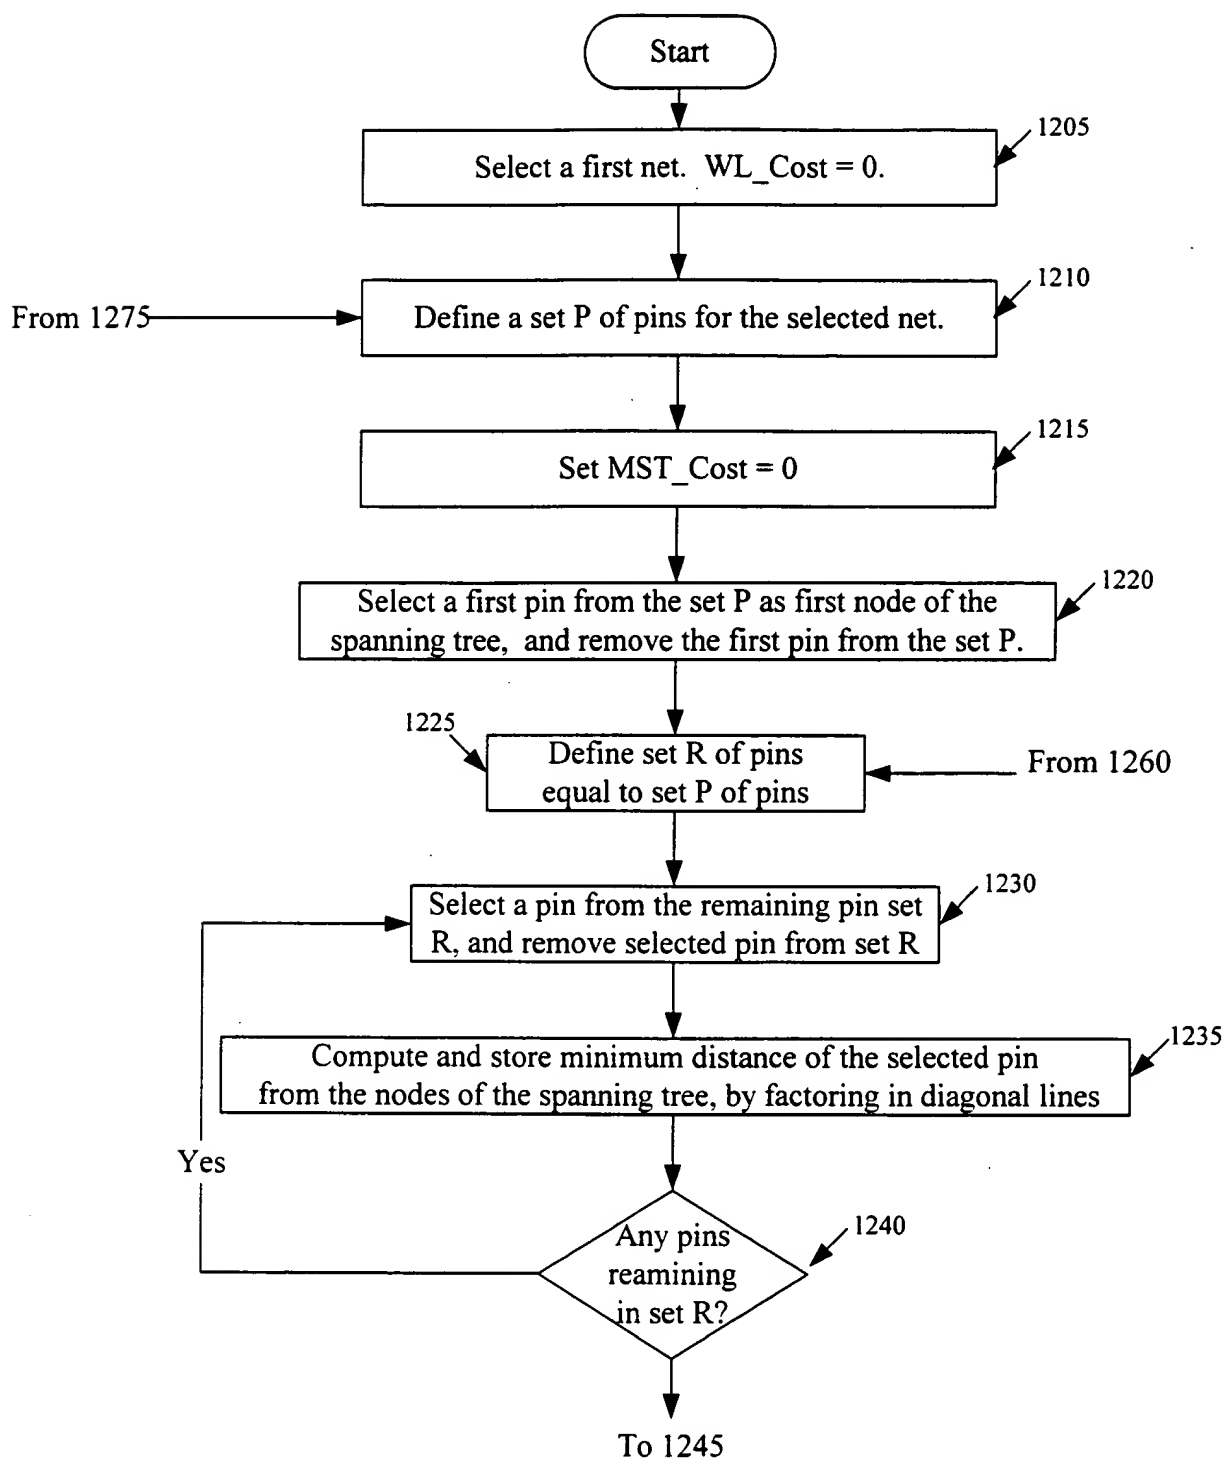 Start
1205
Select a first net. WL_Cost = 0.
1210
From 1275
Define a set P of pins for the selected net.
1215
Set MST_Cost = 0
1220
Select a first pin from the set P as first node of the
spanning tree, and remove the first pin from the set P.
1225
Define set R of pins
equal to set P of pins
From 1260
1230
Select a pin from the remaining pin set
R, and remove selected pin from set R
1235
Compute and store minimum distance of the selected pin
from the nodes of the spanning tree, by factoring in diagonal lines
Yes
1240
Any pins
reamining
in set R?
To 1245